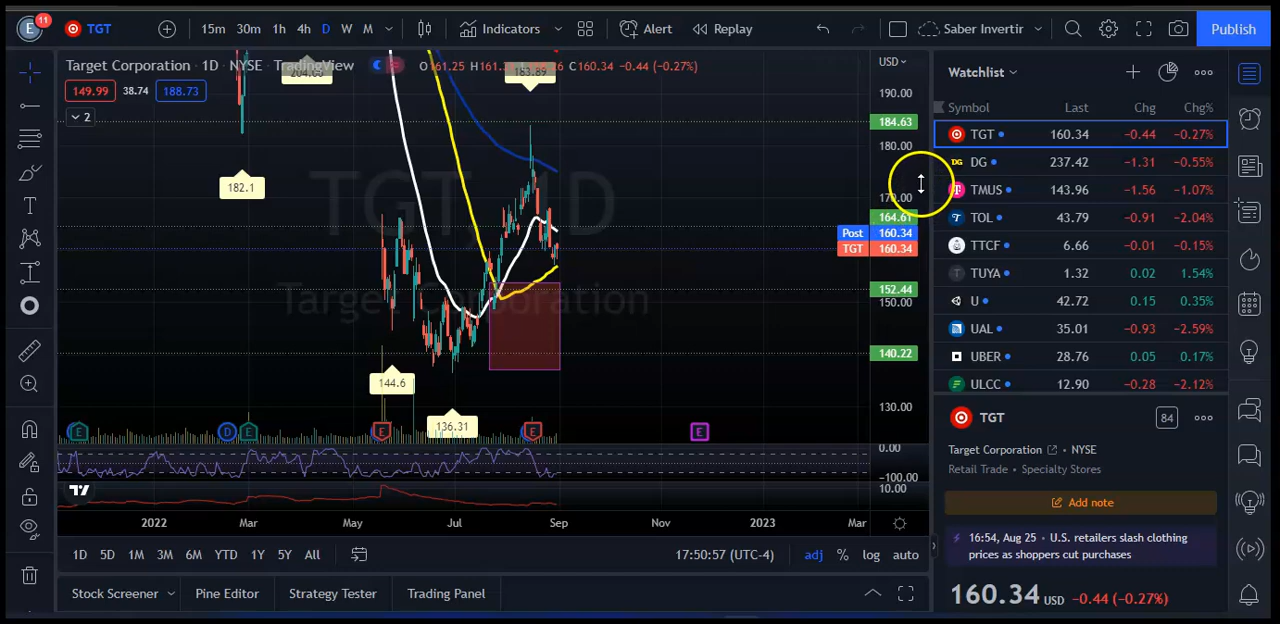 E 11 TGT 15m 30m 1h 4h D W M Indicators Alert Replay Saber Invertir Publish
Target Corporation · 1D · NYSE · TradingView
160.34 -0.44 (-0.27%)
149.99 38.74 188.73
2
USD
190.00
184.63
180.00
170.00
164.61
Post 160.34
TGT 160.34
152.44
150.00
140.22
130.00
0.00
-100.00
10.00
TGT, 1D
Target Corporation
182.1
144.6
136.31
E D E E E E
2022 Mar May Jul Sep Nov 2023 Mar
1D 5D 1M 3M 6M YTD 1Y 5Y All
17:50:57 (UTC-4) adj % log auto
Stock Screener Pine Editor Strategy Tester Trading Panel
Watchlist
Symbol Last Chg Chg%
TGT 160.34 -0.44 -0.27%
DG DG 237.42 -1.31 -0.55%
TMUS 143.96 -1.56 -1.07%
TOL 43.79 -0.91 -2.04%
TTCF 6.66 -0.01 -0.15%
TUYA 1.32 0.02 1.54%
U 42.72 0.15 0.35%
UAL 35.01 -0.93 -2.59%
UBER 28.76 0.05 0.17%
ULCC 12.90 -0.28 -2.12%
TGT 84
Target Corporation · NYSE
Retail Trade • Specialty Stores
Add note
16:54, Aug 25 • U.S. retailers slash clothing
prices as shoppers cut purchases
160.34 USD -0.44 (-0.27%)